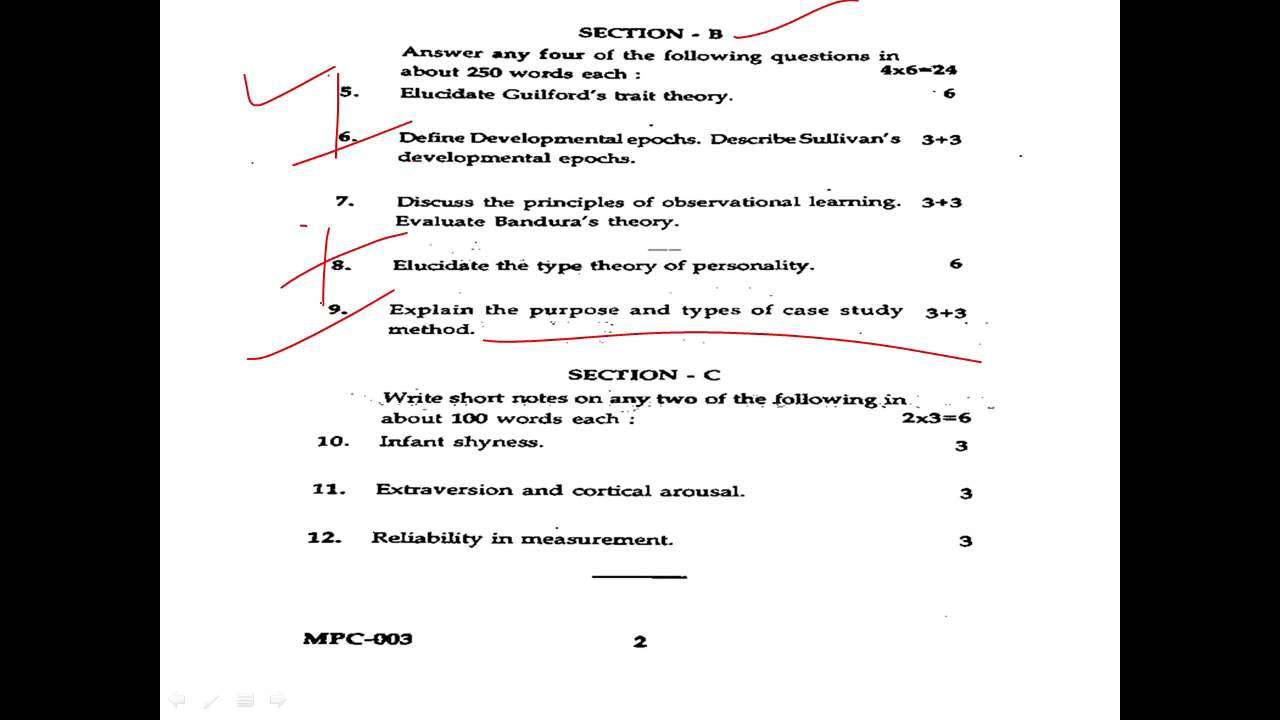 SECTION - B
Answer any four of the following questions in
about 250 words each : 4x6=24
5. Elucidate Guilford's trait theory. 6
6. Define Developmental epochs. Describe Sullivan's 3+3
developmental epochs.
7. Discuss the principles of observational learning. 3+3
Evaluate Bandura's theory.
8. Elucidate the type theory of personality. 6
9. Explain the purpose and types of case study 3+3
method.
SECTION - C
Write short notes on any two of the following in
about 100 words each : 2x3=6
10. Infant shyness. 3
11. Extraversion and cortical arousal. 3
12. Reliability in measurement. 3
MPC-003 2